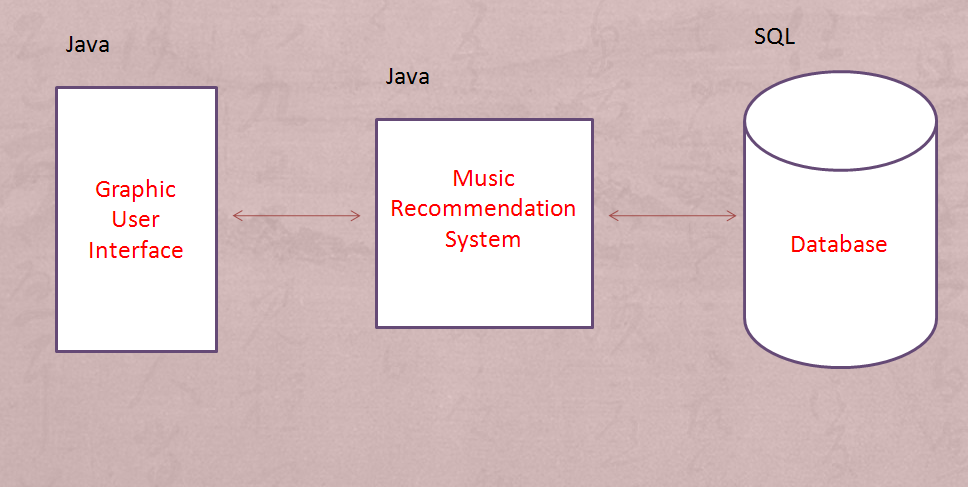 Java
Graphic
User
Interface
Java
Music
Recommendation
System
SQL
Database